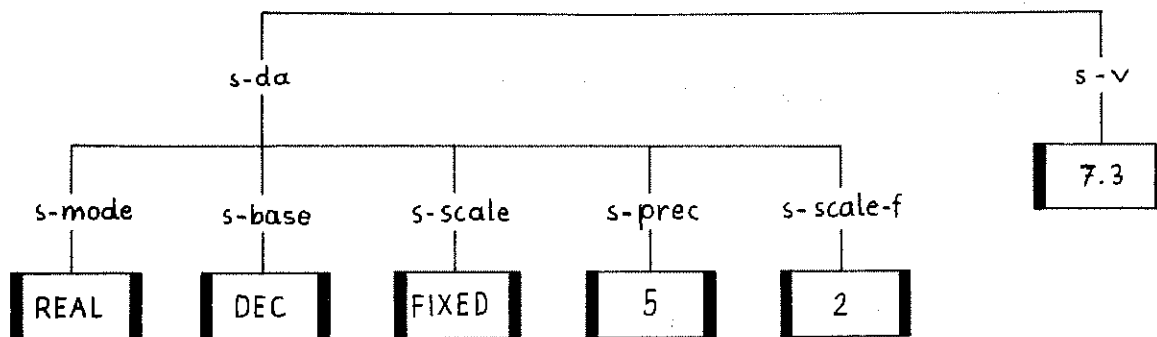 s-da s-v
7.3
s-mode s-base s-scale s-prec s-scale-f
REAL DEC FIXED 5 2